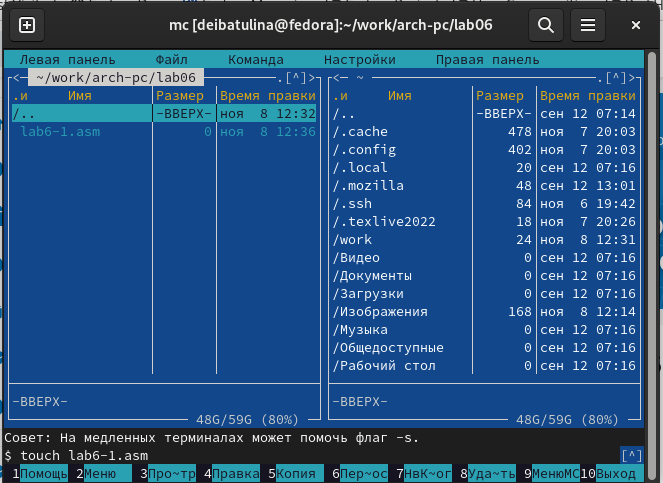 mc [deibatulina@fedora]:~/work/arch-pc/lab06
Левая панель Файл Команда Настройки Правая панель
<─ ~/work/arch-pc/lab06 .[^]>
<─ ~ .[^]>
.и Имя Размер Время правки
.и Имя Размер Время правки
/.. -ВВЕРХ- ноя 8 12:32
lab6-1.asm 0 ноя 8 12:36
/.. -ВВЕРХ- сен 12 07:14
/.cache 478 ноя 7 20:03
/.config 402 ноя 7 20:03
/.local 20 сен 12 07:16
/.mozilla 48 сен 12 13:01
/.ssh 84 ноя 6 19:42
/.texlive2022 18 ноя 7 20:26
/work 24 ноя 8 12:31
/Видео 0 сен 12 07:16
/Документы 0 сен 12 07:16
/Загрузки 0 сен 12 07:16
/Изображения 168 ноя 8 12:14
/Музыка 0 сен 12 07:16
/Общедоступные 0 сен 12 07:16
/Рабочий стол 0 сен 12 07:16
-ВВЕРХ-
-ВВЕРХ-
48G/59G (80%)
48G/59G (80%)
Совет: На медленных терминалах может помочь флаг -s.
$ touch lab6-1.asm [^]
1Помощь 2Меню 3Про~тр 4Правка 5Копия 6Пер~ос 7НвК~ог 8Уда~ть 9МенюМС 10Выход